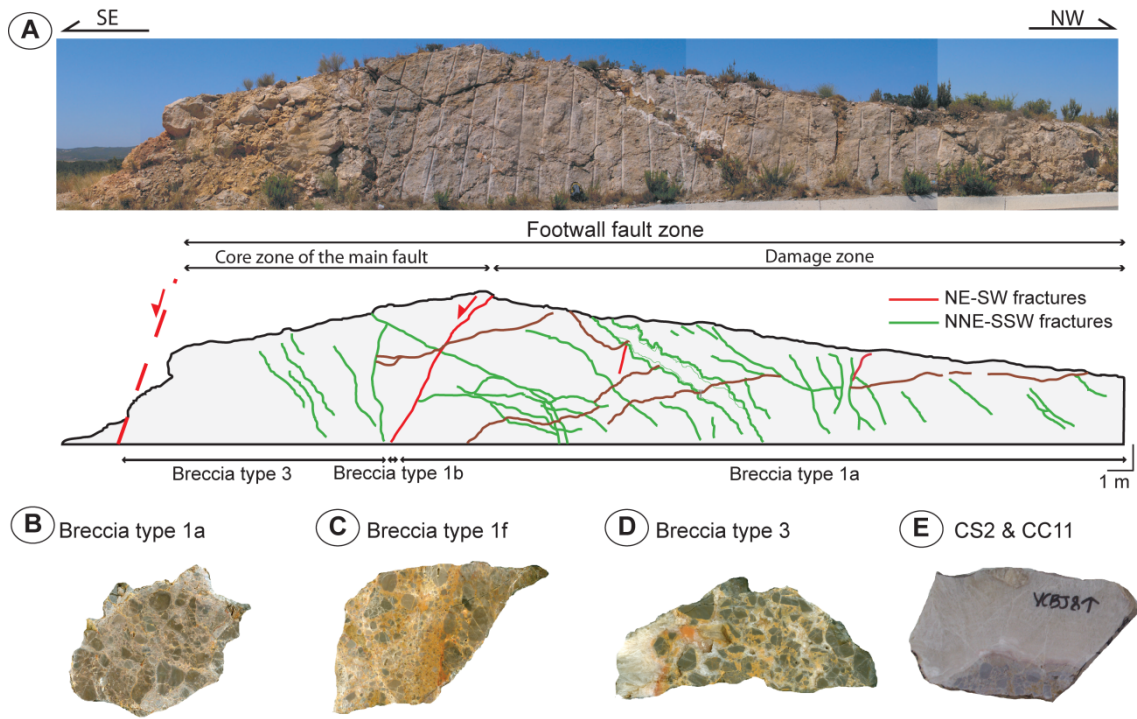 A
SE
NW
Footwall fault zone
Core zone of the main fault
Damage zone
NE-SW fractures
NNE-SSW fractures
Breccia type 3
Breccia type 1b
Breccia type 1a
1 m
B Breccia type 1a
C Breccia type 1f
D Breccia type 3
E CS2 & CC11
VCBJ8↑